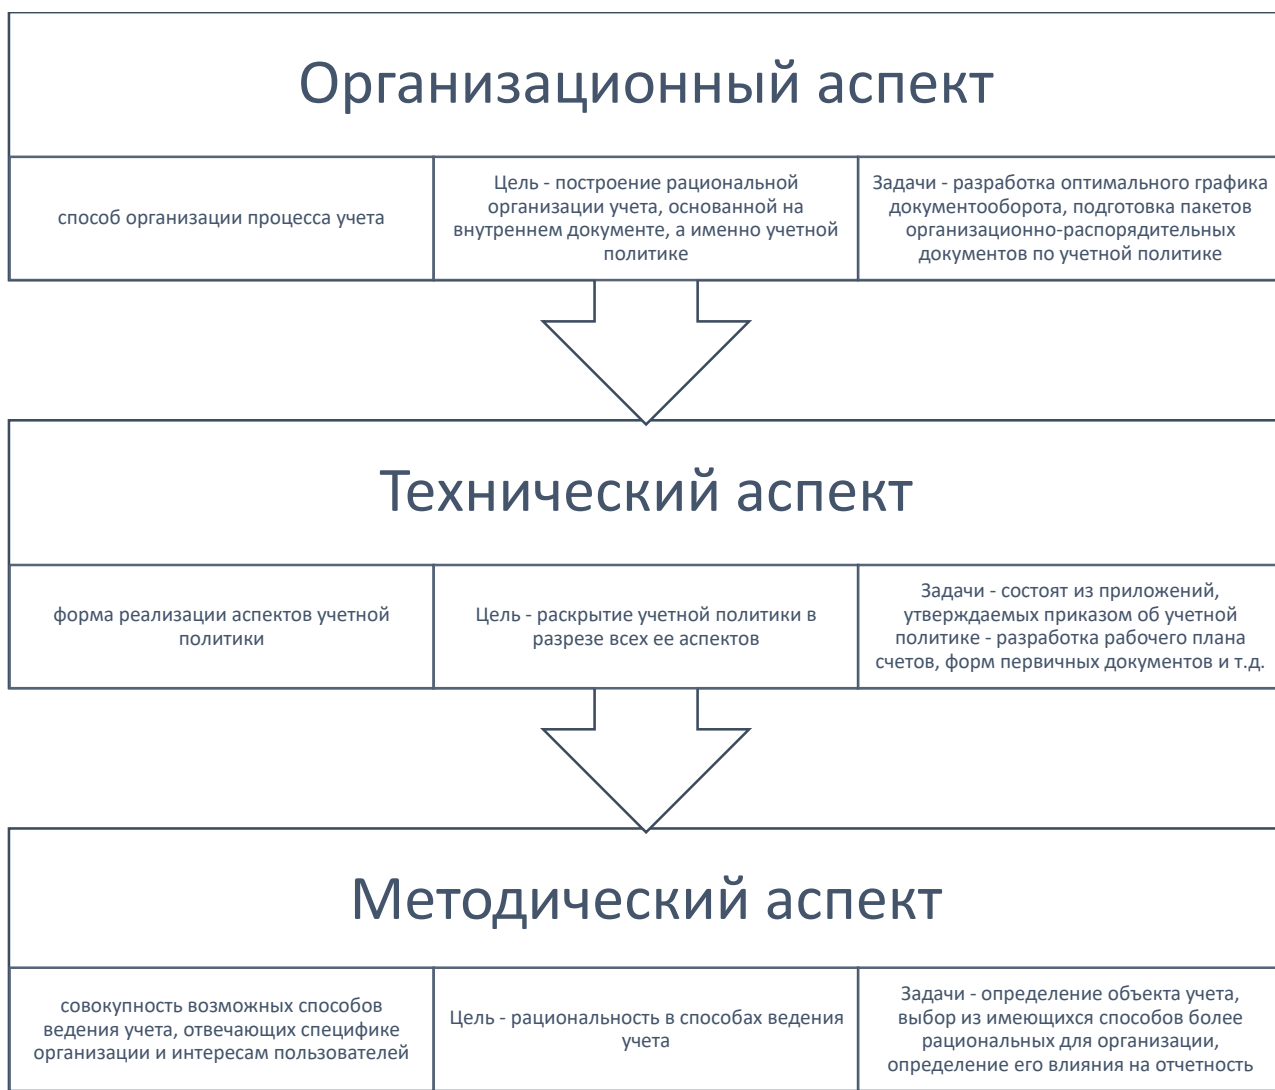 Организационный аспект
способ организации процесса учета
Цель - построение рациональной
организации учета, основанной на
внутреннем документе, а именно учетной
политике
Задачи - разработка оптимального графика
документооборота, подготовка пакетов
организационно-распорядительных
документов по учетной политике
Технический аспект
форма реализации аспектов учетной
политики
Цель - раскрытие учетной политики в
разрезе всех ее аспектов
Задачи - состоят из приложений,
утверждаемых приказом об учетной
политике - разработка рабочего плана
счетов, форм первичных документов и т.д.
Методический аспект
совокупность возможных способов
ведения учета, отвечающих специфике
организации и интересам пользователей
Цель - рациональность в способах ведения
учета
Задачи - определение объекта учета,
выбор из имеющихся способов более
рациональных для организации,
определение его влияния на отчетность